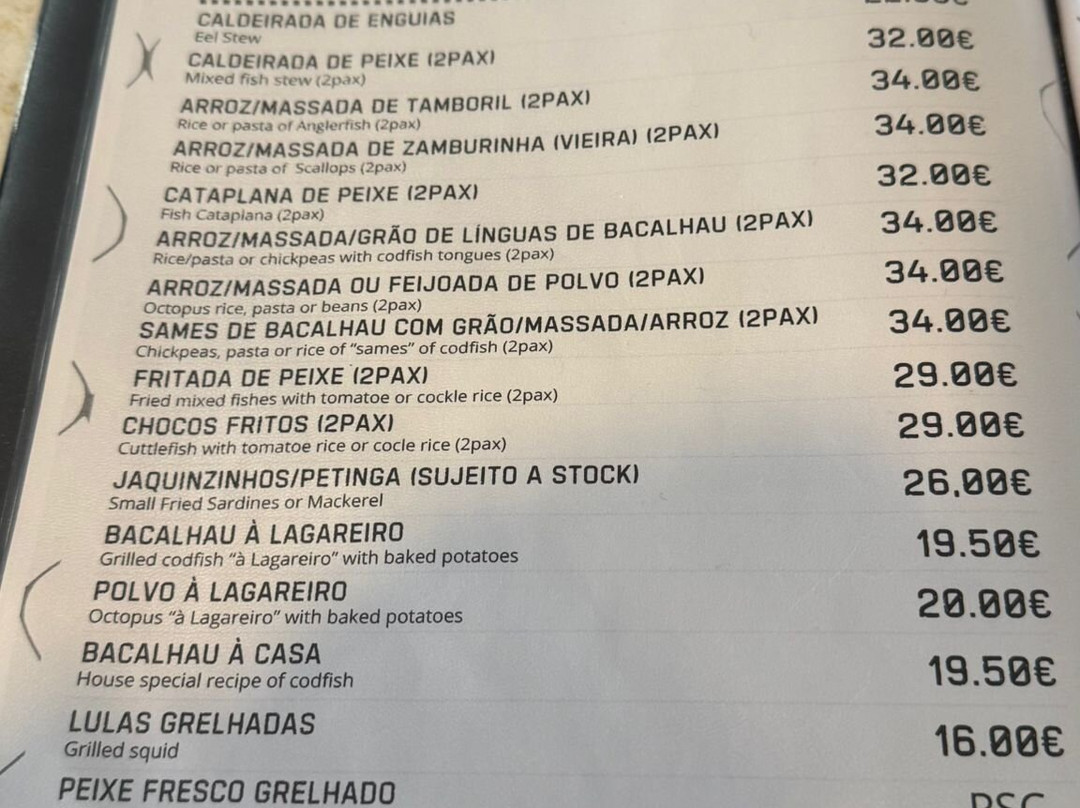 CALDEIRADA DE ENGUIAS
Eel Stew
CALDEIRADA DE PEIXE (2PAX) 32.00€
Mixed fish stew (2pax)
ARROZ/MASSADA DE TAMBORIL (2PAX) 34.00€
Rice or pasta of Anglerfish (2pax)
ARROZ/MASSADA DE ZAMBURINHA (VIEIRA) (2PAX) 34.00€
Rice or pasta of Scallops (2pax)
CATAPLANA DE PEIXE (2PAX) 32.00€
Fish Cataplana (2pax)
ARROZ/MASSADA/GRÃO DE LÍNGUAS DE BACALHAU (2PAX) 34.00€
Rice/pasta or chickpeas with codfish tongues (2pax)
ARROZ/MASSADA OU FEIJOADA DE POLVO (2PAX) 34.00€
Octopus rice, pasta or beans (2pax)
SAMES DE BACALHAU COM GRÃO/MASSADA/ARROZ (2PAX) 34.00€
Chickpeas, pasta or rice of "sames" of codfish (2pax)
FRITADA DE PEIXE (2PAX) 29.00€
Fried mixed fishes with tomatoe or cockle rice (2pax)
CHOCOS FRITOS (2PAX) 29.00€
Cuttlefish with tomatoe rice or cocle rice (2pax)
JAQUINZINHOS/PETINGA (SUJEITO A STOCK) 26,00€
Small Fried Sardines or Mackerel
BACALHAU À LAGAREIRO 19.50€
Grilled codfish "à Lagareiro" with baked potatoes
POLVO À LAGAREIRO 20.00€
Octopus "à Lagareiro" with baked potatoes
BACALHAU À CASA 19.50€
House special recipe of codfish
LULAS GRELHADAS 16.00€
Grilled squid
PEIXE FRESCO GRELHADO